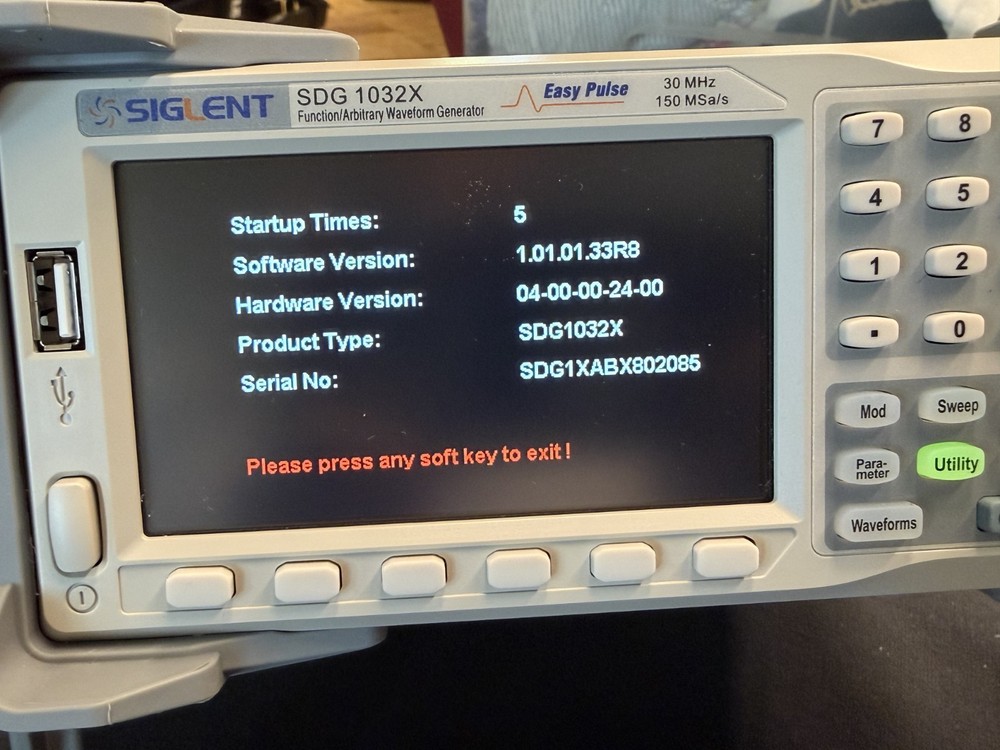 SIGLENT SDG 1032X Easy Pulse 30 MHz
Function/Arbitrary Waveform Generator 150 MSa/s
Startup Times: 5
Software Version: 1.01.01.33R8
Hardware Version: 04-00-00-24-00
Product Type: SDG1032X
Serial No: SDG1XABX802085
Please press any soft key to exit !
7 8
4 5
1 2
. 0
Mod Sweep
Para-
meter Utility
Waveforms